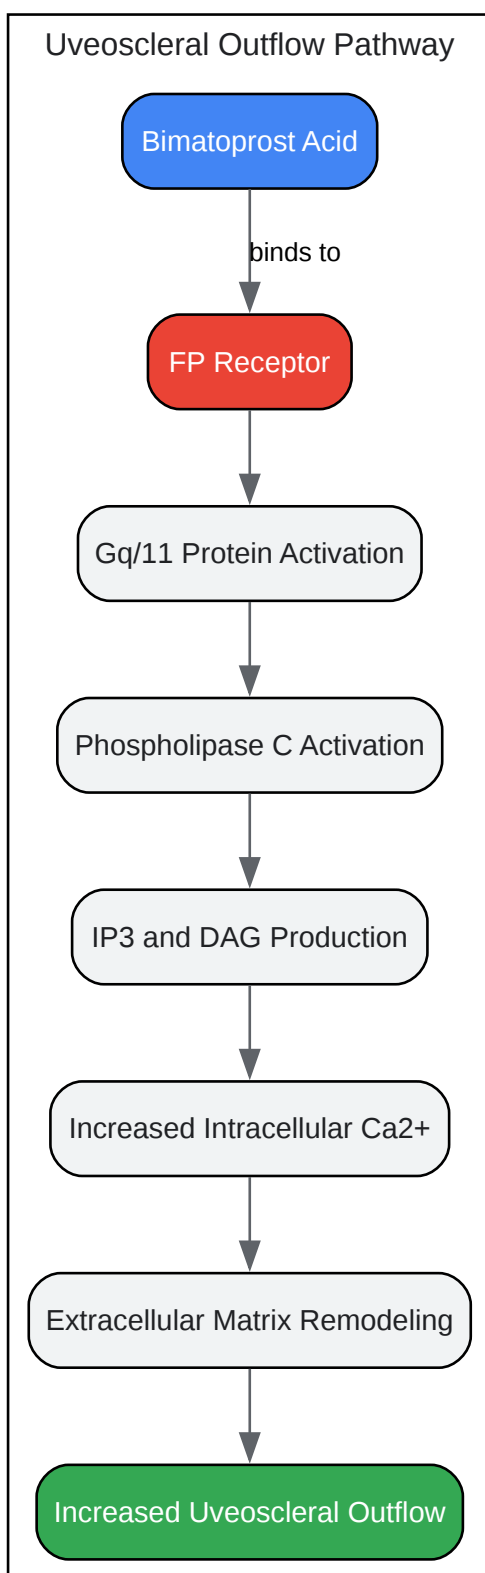 Uveoscleral Outflow Pathway
Bimatoprost Acid
binds to
FP Receptor
Gq/11 Protein Activation
Phospholipase C Activation
IP3 and DAG Production
Increased Intracellular Ca2+
Extracellular Matrix Remodeling
Increased Uveoscleral Outflow